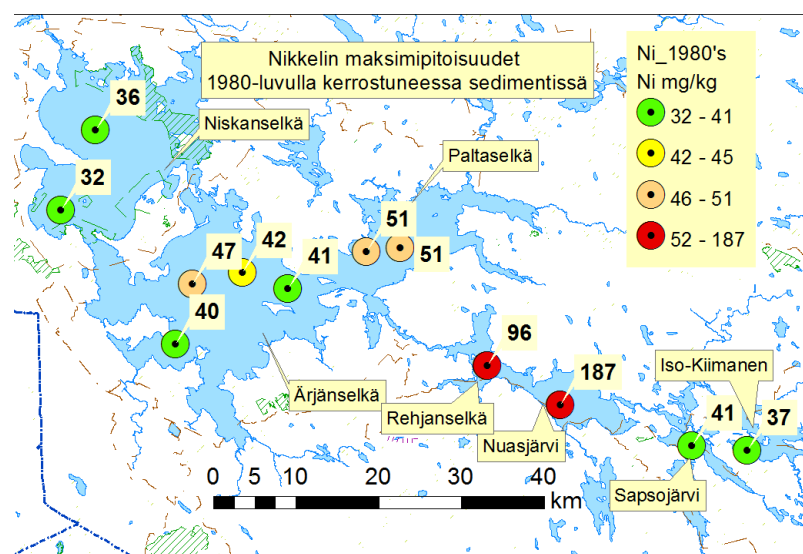 Nikkelin maksimipitoisuudet
1980-luvulla kerrostuneessa sedimentissä
Ni_1980's
Ni mg/kg
32 - 41
42 - 45
46 - 51
52 - 187
36
Niskanselkä
32
Paltaselkä
51
51
47
42
41
40
96
187
Iso-Kiimanen
41
37
Ärjänselkä
Rehjanselkä
Nuasjärvi
Sapsojärvi
0 5 10 20 30 40
km